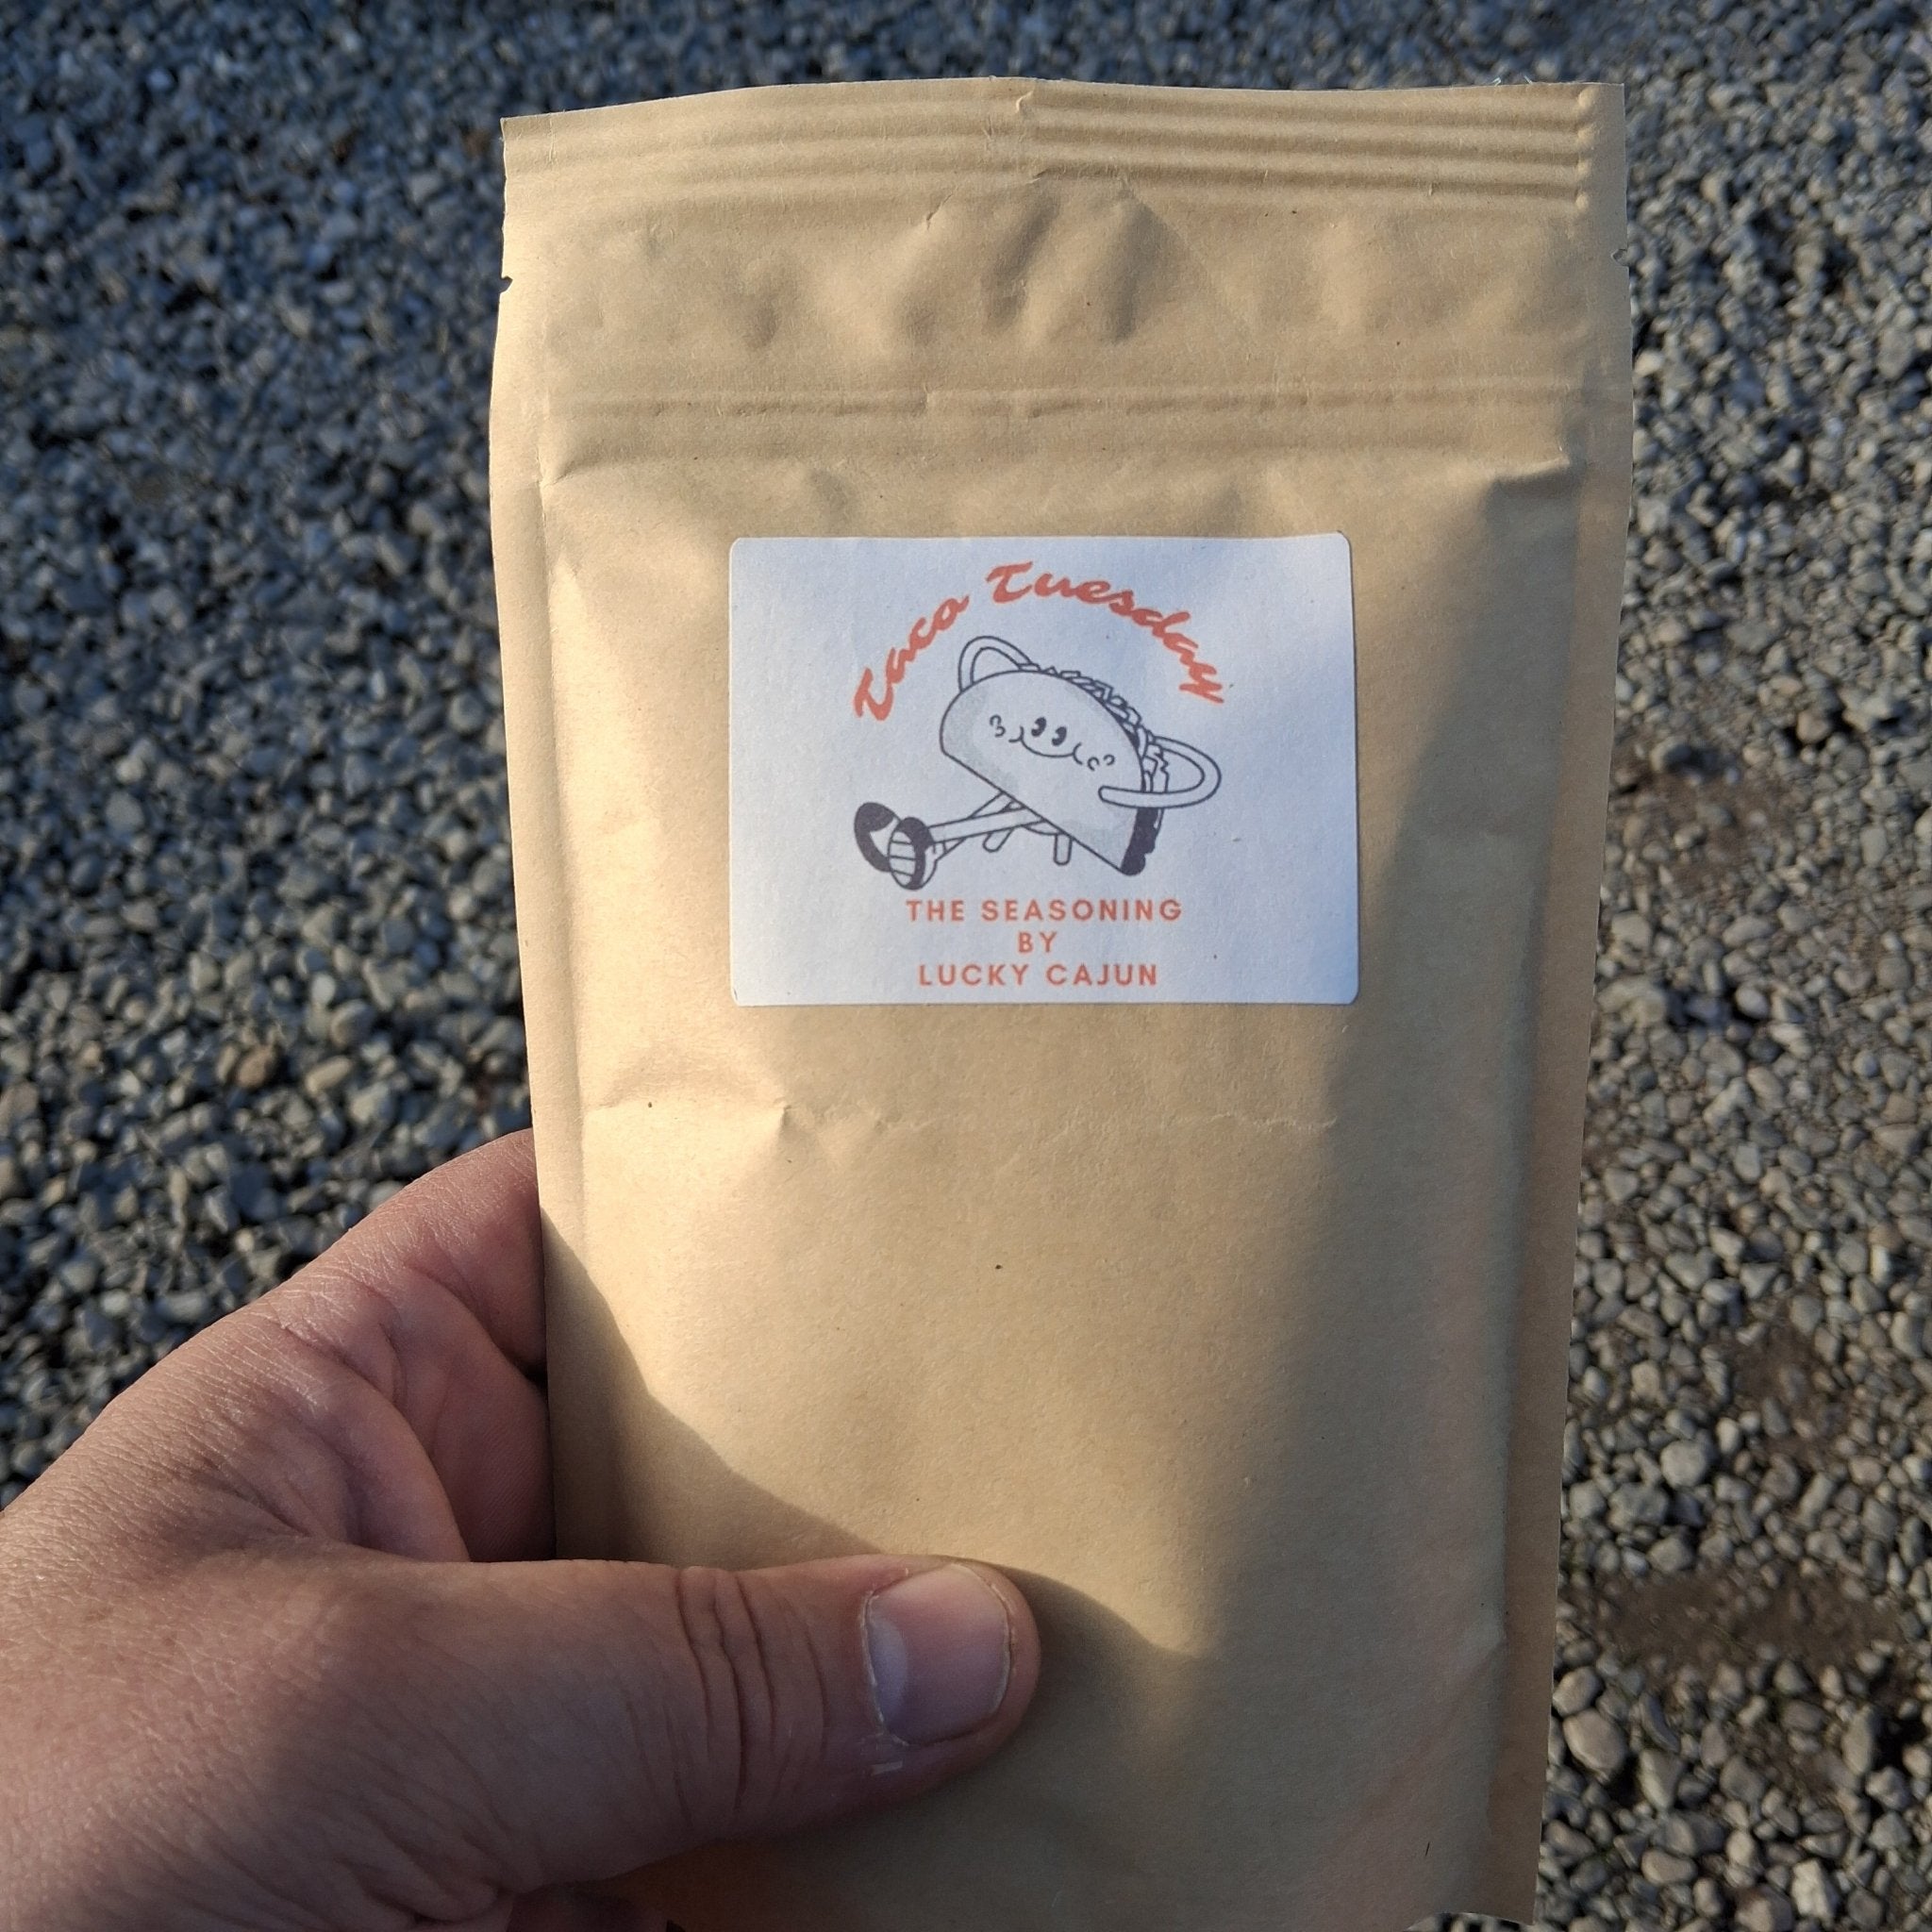 Taco Tuesday
THE SEASONING
BY
LUCKY CAJUN